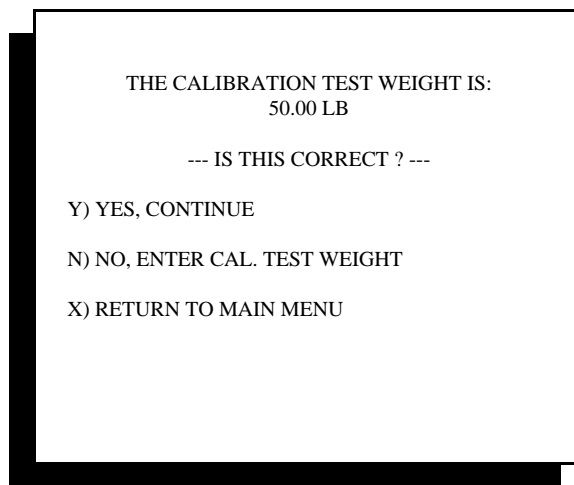 THE CALIBRATION TEST WEIGHT IS:
50.00 LB
--- IS THIS CORRECT ? ---
Y) YES, CONTINUE
N) NO, ENTER CAL. TEST WEIGHT
X) RETURN TO MAIN MENU